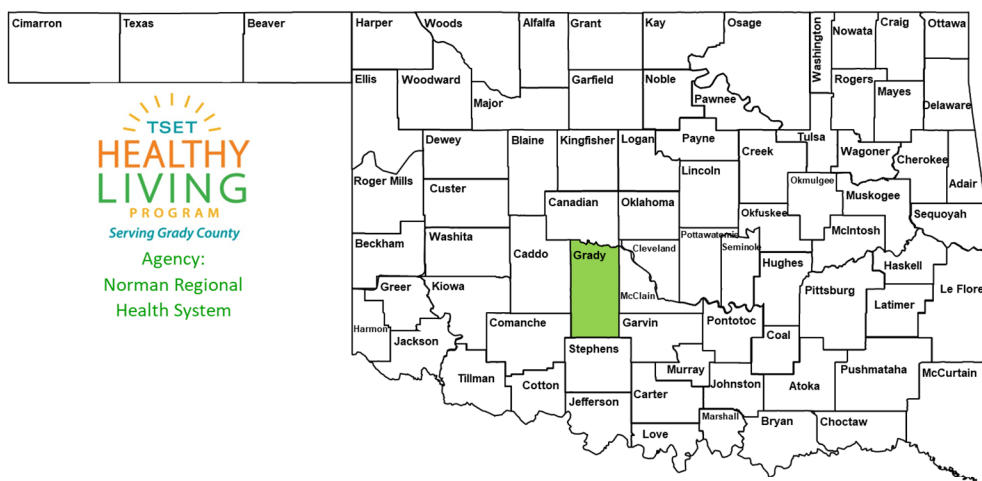 Cimarron
Texas
Beaver
Harper
Woods
Alfalfa
Grant
Kay
Osage
Washington
Nowata
Craig
Ottawa
Ellis
Woodward
Major
Garfield
Noble
Pawnee
Rogers
Mayes
Delaware
TSET
HEALTHY
LIVING
PROGRAM
Serving Grady County
Agency:
Norman Regional
Health System
Dewey
Blaine
Kingfisher
Logan
Payne
Creek
Tulsa
Wagoner
Cherokee
Adair
Roger Mills
Custer
Canadian
Oklahoma
Lincoln
Okmulgee
Muskogee
Okfuskee
Sequoyah
Beckham
Washita
Caddo
Grady
Cleveland
Pottawatomie
Seminole
McIntosh
Hughes
Haskell
Greer
Kiowa
McClain
Pittsburg
Latimer
Le Flore
Harmon
Jackson
Comanche
Stephens
Garvin
Pontotoc
Coal
Tillman
Cotton
Murray
Johnston
Atoka
Pushmataha
McCurtain
Jefferson
Carter
Love
Marshall
Bryan
Choctaw